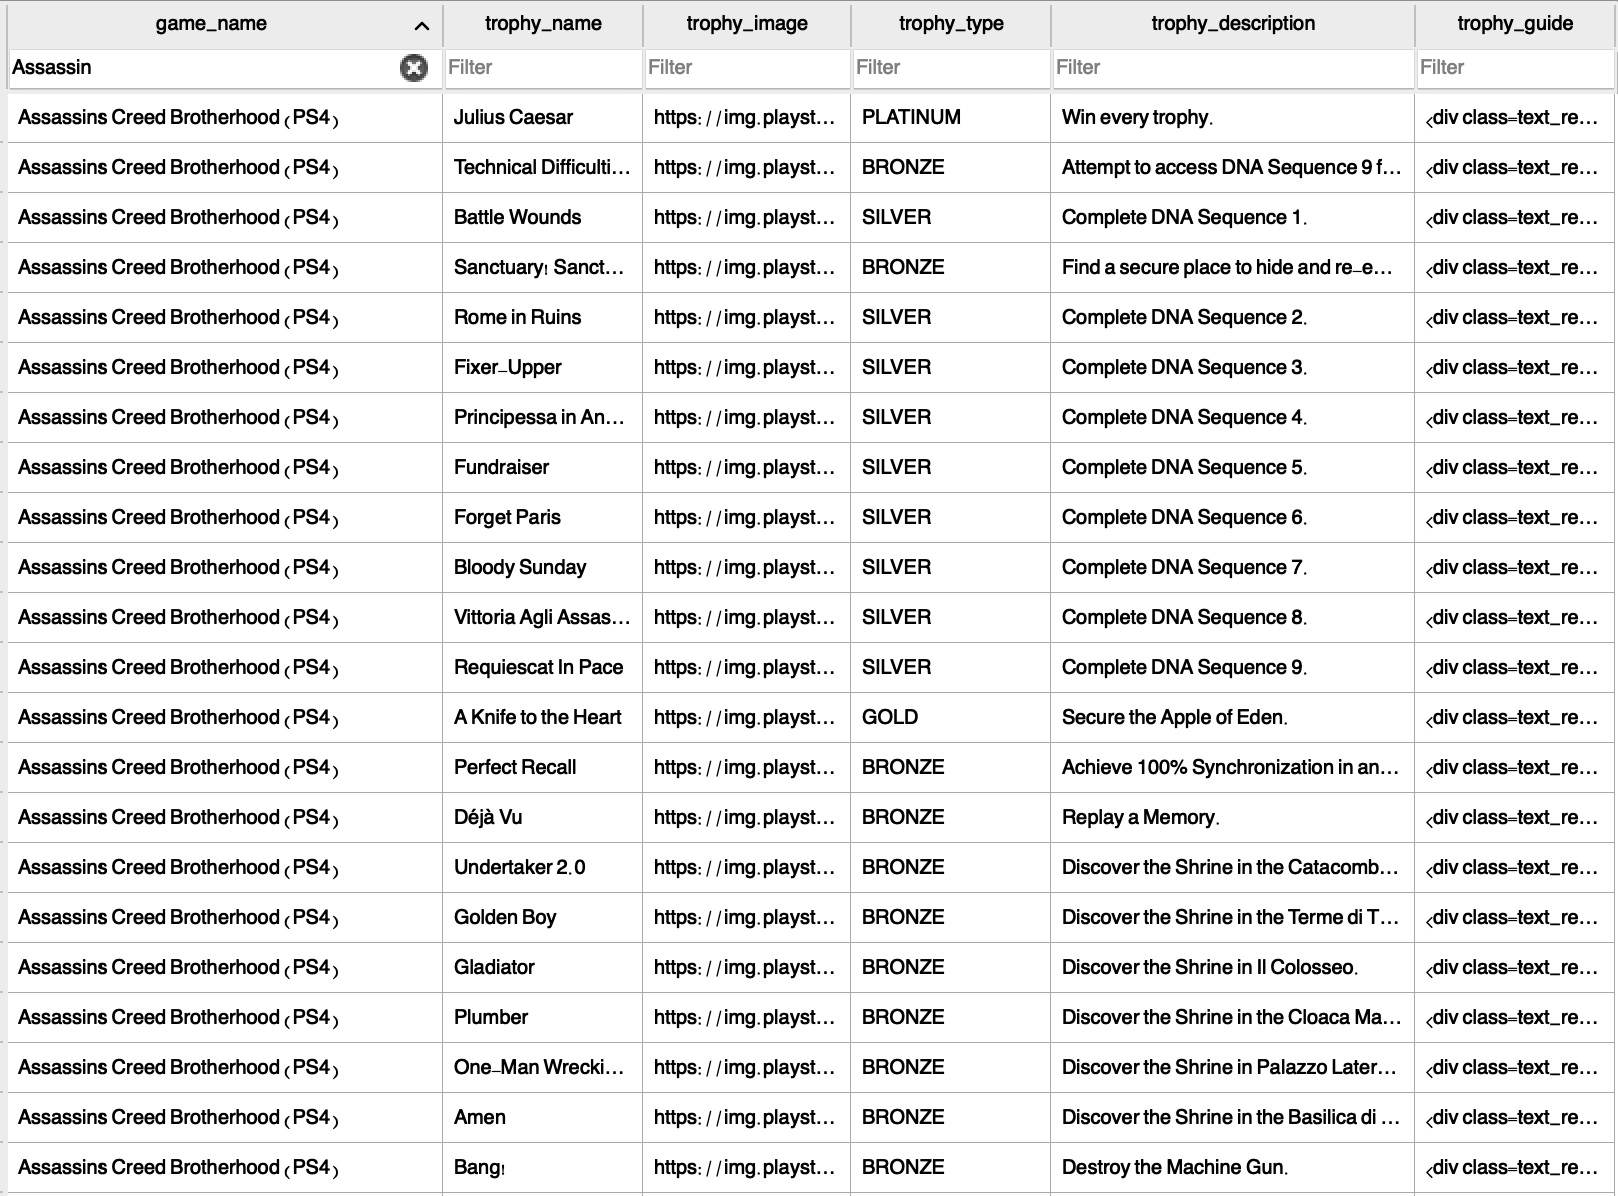 game_name trophy_name trophy_image trophy_type trophy_description trophy_guide
Assassin Filter Filter Filter Filter Filter
Assassins Creed Brotherhood (PS4) Julius Caesar https://img.playst... PLATINUM Win every trophy. <div class=text_re...
Assassins Creed Brotherhood (PS4) Technical Difficulti... https://img.playst... BRONZE Attempt to access DNA Sequence 9 f... <div class=text_re...
Assassins Creed Brotherhood (PS4) Battle Wounds https://img.playst... SILVER Complete DNA Sequence 1. <div class=text_re...
Assassins Creed Brotherhood (PS4) Sanctuary! Sanct... https://img.playst... BRONZE Find a secure place to hide and re-e... <div class=text_re...
Assassins Creed Brotherhood (PS4) Rome in Ruins https://img.playst... SILVER Complete DNA Sequence 2. <div class=text_re...
Assassins Creed Brotherhood (PS4) Fixer-Upper https://img.playst... SILVER Complete DNA Sequence 3. <div class=text_re...
Assassins Creed Brotherhood (PS4) Principessa in An... https://img.playst... SILVER Complete DNA Sequence 4. <div class=text_re...
Assassins Creed Brotherhood (PS4) Fundraiser https://img.playst... SILVER Complete DNA Sequence 5. <div class=text_re...
Assassins Creed Brotherhood (PS4) Forget Paris https://img.playst... SILVER Complete DNA Sequence 6. <div class=text_re...
Assassins Creed Brotherhood (PS4) Bloody Sunday https://img.playst... SILVER Complete DNA Sequence 7. <div class=text_re...
Assassins Creed Brotherhood (PS4) Vittoria Agli Assas... https://img.playst... SILVER Complete DNA Sequence 8. <div class=text_re...
Assassins Creed Brotherhood (PS4) Requiescat In Pace https://img.playst... SILVER Complete DNA Sequence 9. <div class=text_re...
Assassins Creed Brotherhood (PS4) A Knife to the Heart https://img.playst... GOLD Secure the Apple of Eden. <div class=text_re...
Assassins Creed Brotherhood (PS4) Perfect Recall https://img.playst... BRONZE Achieve 100% Synchronization in an... <div class=text_re...
Assassins Creed Brotherhood (PS4) Déjà Vu https://img.playst... BRONZE Replay a Memory. <div class=text_re...
Assassins Creed Brotherhood (PS4) Undertaker 2.0 https://img.playst... BRONZE Discover the Shrine in the Catacomb... <div class=text_re...
Assassins Creed Brotherhood (PS4) Golden Boy https://img.playst... BRONZE Discover the Shrine in the Terme di T... <div class=text_re...
Assassins Creed Brotherhood (PS4) Gladiator https://img.playst... BRONZE Discover the Shrine in Il Colosseo. <div class=text_re...
Assassins Creed Brotherhood (PS4) Plumber https://img.playst... BRONZE Discover the Shrine in the Cloaca Ma... <div class=text_re...
Assassins Creed Brotherhood (PS4) One-Man Wrecki... https://img.playst... BRONZE Discover the Shrine in Palazzo Later... <div class=text_re...
Assassins Creed Brotherhood (PS4) Amen https://img.playst... BRONZE Discover the Shrine in the Basilica di ... <div class=text_re...
Assassins Creed Brotherhood (PS4) Bang! https://img.playst... BRONZE Destroy the Machine Gun. <div class=text_re...